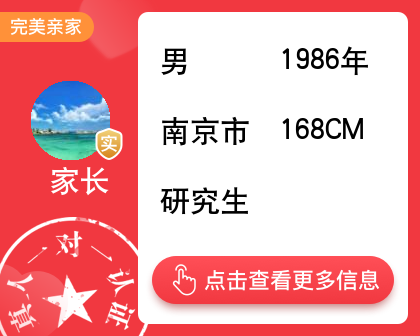 完美亲家
男 1986年
南京市 168CM
研究生
实
家长
真人一对一认证
点击查看更多信息